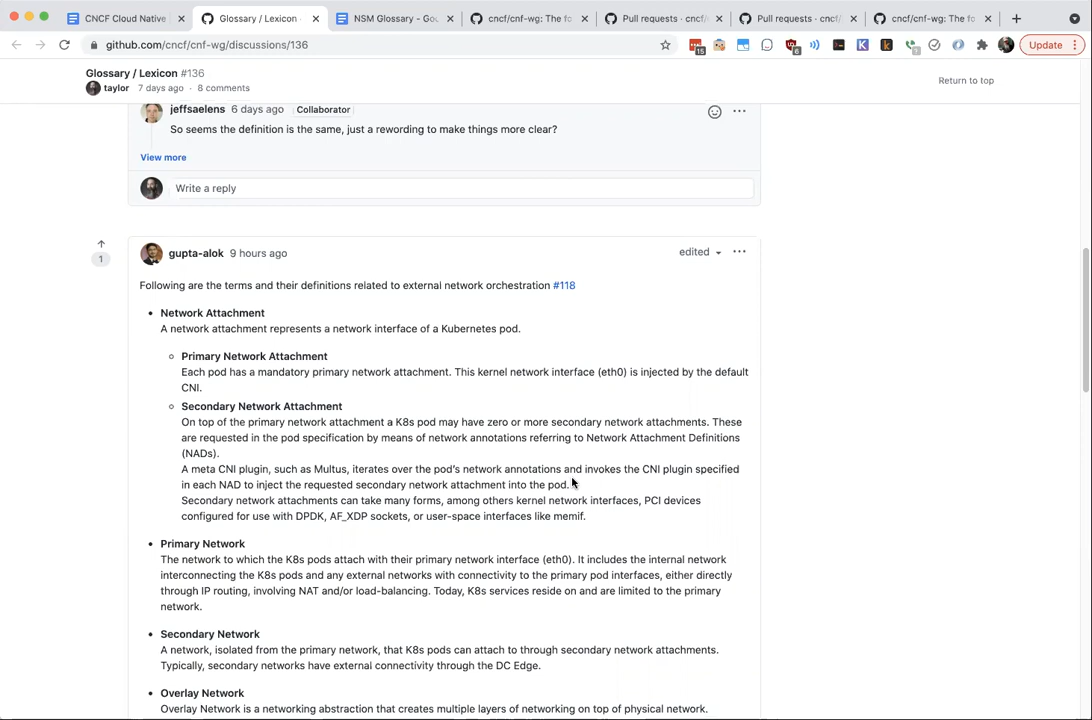 CNCF Cloud Native
Glossary / Lexicon
NSM Glossary - Goo
cncf/cnf-wg: The fo
Pull requests · cncf/
Pull requests · cncf/
cncf/cnf-wg: The fo
github.com/cncf/cnf-wg/discussions/136
15
6
Update
Glossary / Lexicon #136
taylor 7 days ago · 8 comments
Return to top
jeffsaelens 6 days ago Collaborator
So seems the definition is the same, just a rewording to make things more clear?
View more
Write a reply
1
gupta-alok 9 hours ago
edited
Following are the terms and their definitions related to external network orchestration #118
• Network Attachment
A network attachment represents a network interface of a Kubernetes pod.
○ Primary Network Attachment
Each pod has a mandatory primary network attachment. This kernel network interface (eth0) is injected by the default
CNI.
○ Secondary Network Attachment
On top of the primary network attachment a K8s pod may have zero or more secondary network attachments. These
are requested in the pod specification by means of network annotations referring to Network Attachment Definitions
(NADs).
A meta CNI plugin, such as Multus, iterates over the pod's network annotations and invokes the CNI plugin specified
in each NAD to inject the requested secondary network attachment into the pod.
Secondary network attachments can take many forms, among others kernel network interfaces, PCI devices
configured for use with DPDK, AF_XDP sockets, or user-space interfaces like memif.
• Primary Network
The network to which the K8s pods attach with their primary network interface (eth0). It includes the internal network
interconnecting the K8s pods and any external networks with connectivity to the primary pod interfaces, either directly
through IP routing, involving NAT and/or load-balancing. Today, K8s services reside on and are limited to the primary
network.
• Secondary Network
A network, isolated from the primary network, that K8s pods can attach to through secondary network attachments.
Typically, secondary networks have external connectivity through the DC Edge.
• Overlay Network
Overlay Network is a networking abstraction that creates multiple layers of networking on top of physical network.